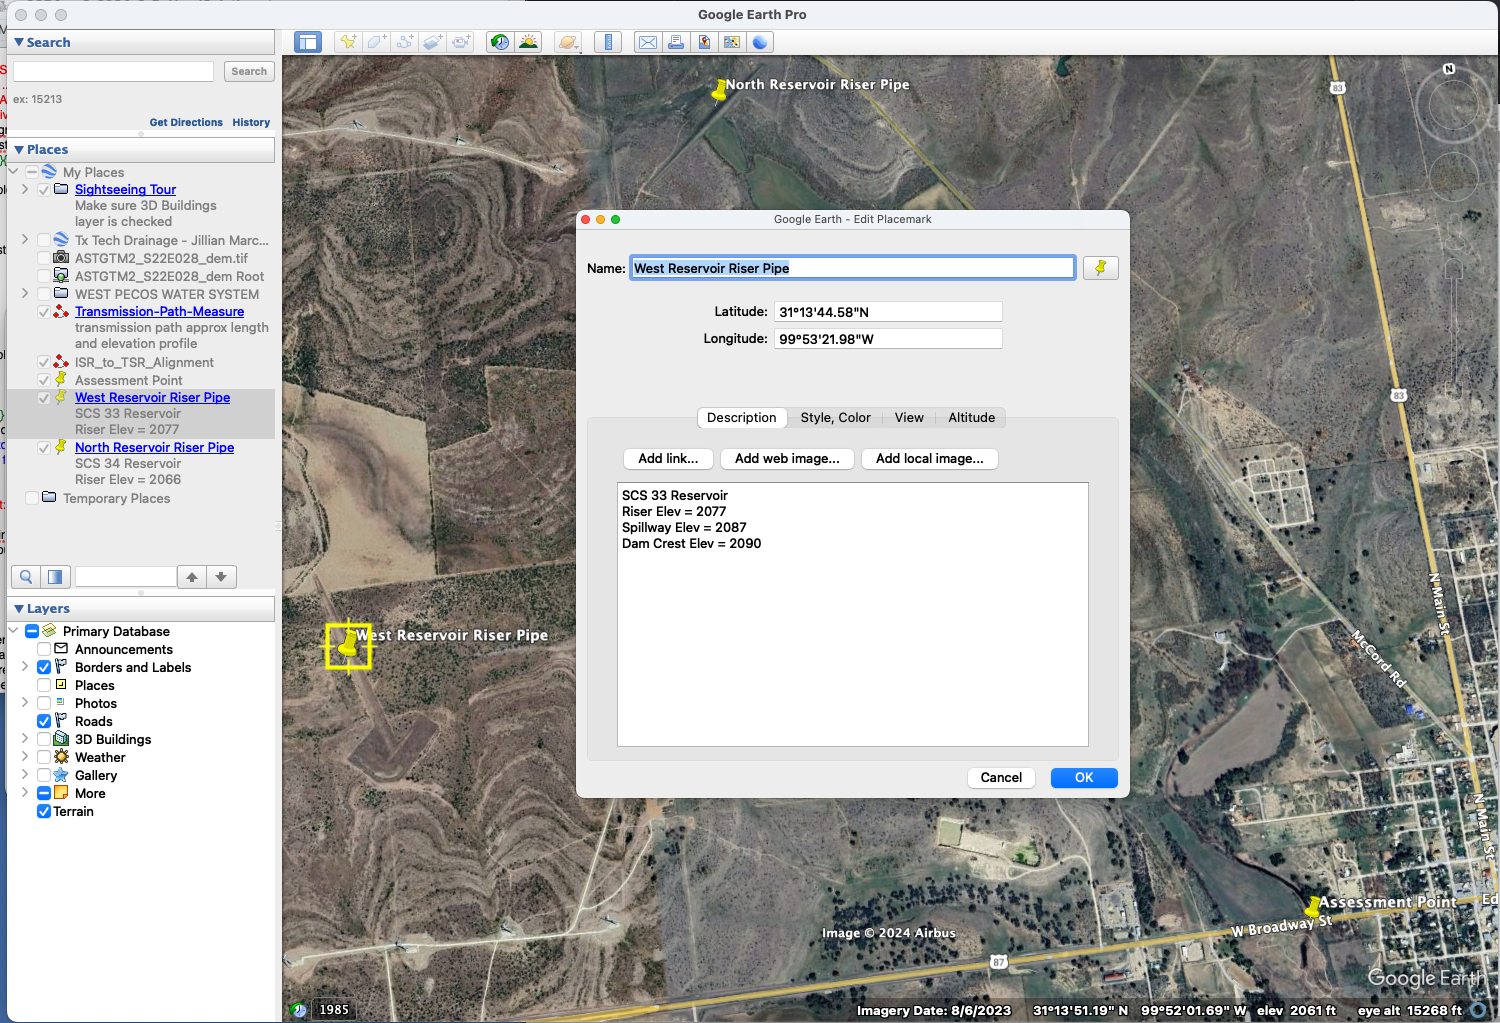 Google Earth Pro
Search
Search
ex: 15213
Get Directions History
Places
My Places
Sightseeing Tour
Make sure 3D Buildings
layer is checked
Tx Tech Drainage - Jillian Marc...
ASTGTM2_S22E028_dem.tif
ASTGTM2_S22E028_dem Root
WEST PECOS WATER SYSTEM
Transmission-Path-Measure
transmission path approx length
and elevation profile
ISR_to_TSR_Alignment
Assessment Point
West Reservoir Riser Pipe
SCS 33 Reservoir
Riser Elev = 2077
North Reservoir Riser Pipe
SCS 34 Reservoir
Riser Elev = 2066
Temporary Places
Layers
Primary Database
Announcements
Borders and Labels
Places
Photos
Roads
3D Buildings
Weather
Gallery
More
Terrain
North Reservoir Riser Pipe
N
83
Google Earth - Edit Placemark
Name: West Reservoir Riser Pipe
Latitude: 31°13'44.58"N
Longitude: 99°53'21.98"W
Description Style, Color View Altitude
Add link... Add web image... Add local image...
SCS 33 Reservoir
Riser Elev = 2077
Spillway Elev = 2087
Dam Crest Elev = 2090
Cancel OK
83
West Reservoir Riser Pipe
N Main St
McCord Rd
N Main St
Assessment Point
Ed
W Broadway St
Image © 2024 Airbus
87
Google Earth
1985
Imagery Date: 8/6/2023 31°13'51.19" N 99°52'01.69" W elev 2061 ft eye alt 15268 ft